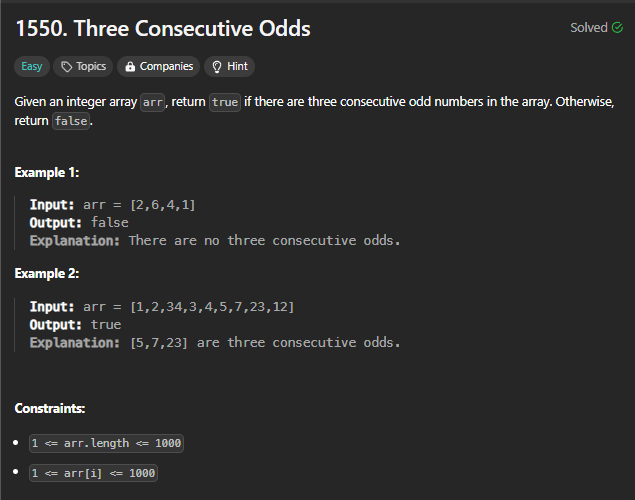 1550. Three Consecutive Odds
Solved
Easy Topics Companies Hint
Given an integer array arr, return true if there are three consecutive odd numbers in the array. Otherwise,
return false.
Example 1:
Input: arr = [2,6,4,1]
Output: false
Explanation: There are no three consecutive odds.
Example 2:
Input: arr = [1,2,34,3,4,5,7,23,12]
Output: true
Explanation: [5,7,23] are three consecutive odds.
Constraints:
• 1 <= arr.length <= 1000
• 1 <= arr[i] <= 1000